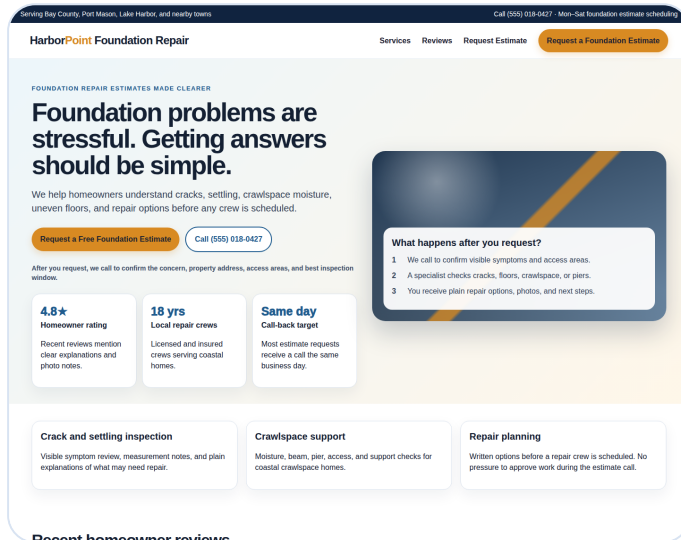 Serving Bay County, Port Mason, Lake Harbor, and nearby towns
Call (555) 018-0427 · Mon–Sat foundation estimate scheduling
HarborPoint Foundation Repair
Services
Reviews
Request Estimate
Request a Foundation Estimate
FOUNDATION REPAIR ESTIMATES MADE CLEARER
Foundation problems are
stressful. Getting answers
should be simple.
We help homeowners understand cracks, settling, crawlspace moisture,
uneven floors, and repair options before any crew is scheduled.
Request a Free Foundation Estimate
Call (555) 018-0427
After you request, we call to confirm the concern, property address, access areas, and best inspection
window.
4.8★
Homeowner rating
Recent reviews mention
clear explanations and
photo notes.
18 yrs
Local repair crews
Licensed and insured
crews serving coastal
homes.
Same day
Call-back target
Most estimate requests
receive a call the same
business day.
What happens after you request?
1 We call to confirm visible symptoms and access areas.
2 A specialist checks cracks, floors, crawlspace, or piers.
3 You receive plain repair options, photos, and next steps.
Crack and settling inspection
Visible symptom review, measurement notes, and plain
explanations of what may need repair.
Crawlspace support
Moisture, beam, pier, access, and support checks for
coastal crawlspace homes.
Repair planning
Written options before a repair crew is scheduled. No
pressure to approve work during the estimate call.
Recent homeowner reviews